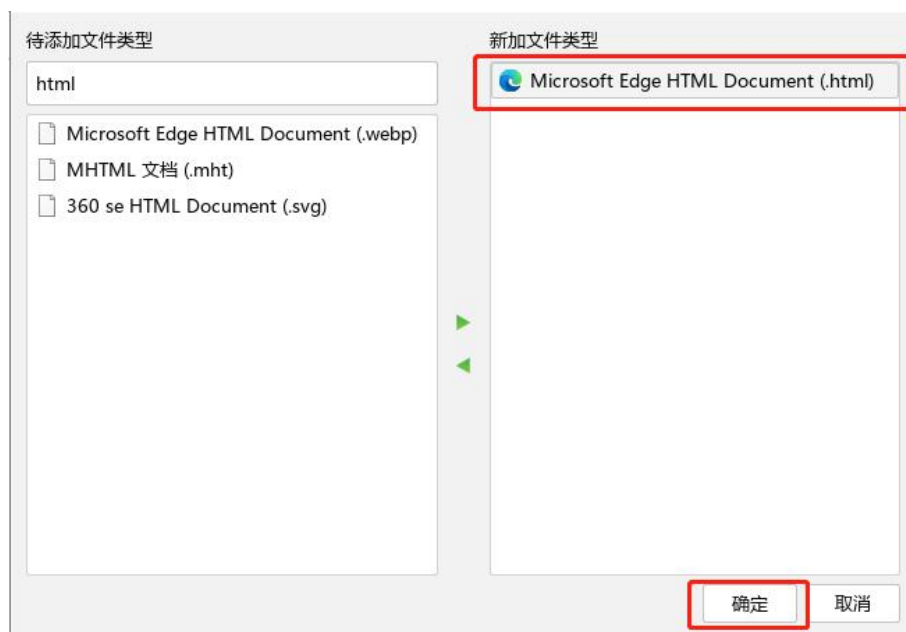 待添加文件类型
html
Microsoft Edge HTML Document (.webp)
MHTML 文档 (.mht)
360 se HTML Document (.svg)
新加文件类型
Microsoft Edge HTML Document (.html)
确定
取消